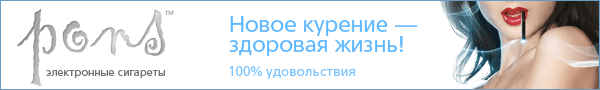 pons™
электронные сигареты
Новое курение —
здоровая жизнь!
100% удовольствия